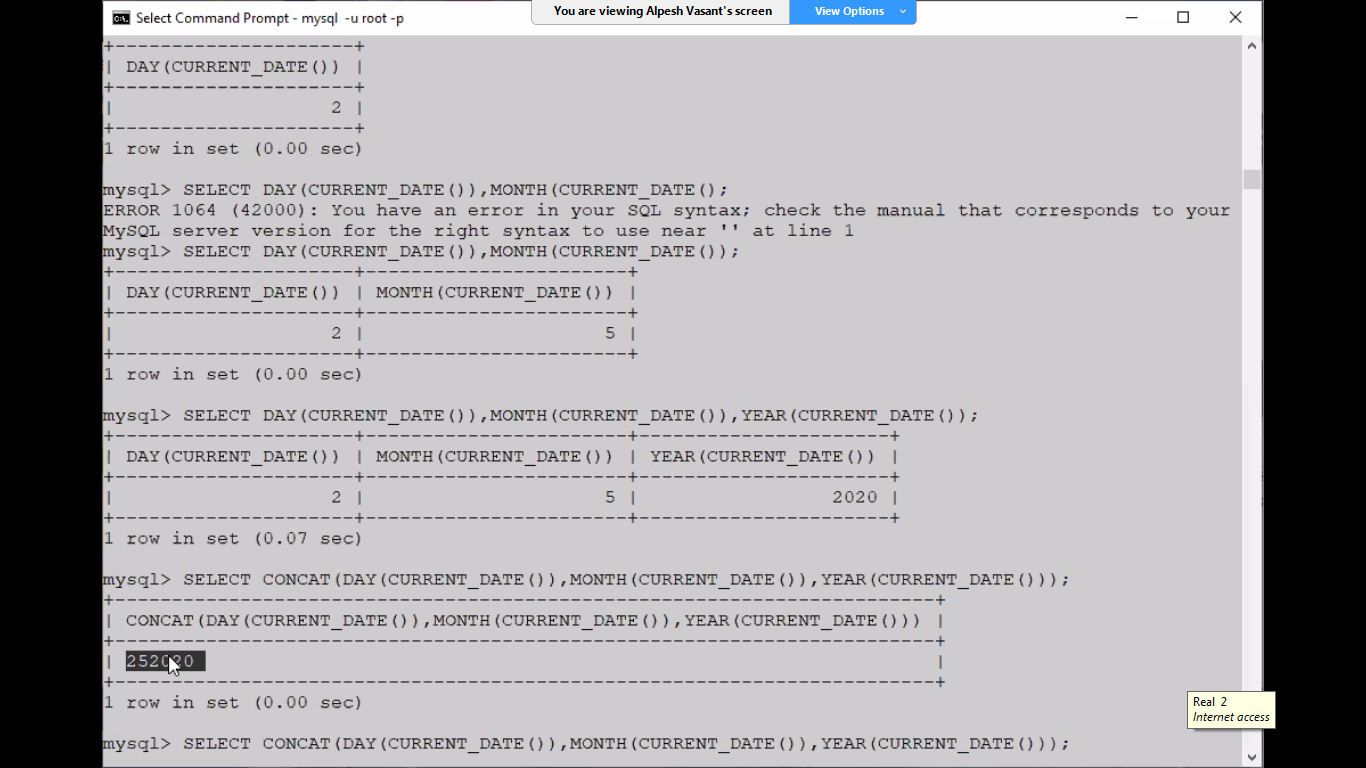 Select Command Prompt - mysql -u root -p
You are viewing Alpesh Vasant's screen
View Options
+---------------------+
| DAY(CURRENT_DATE()) |
+---------------------+
|                   2 |
+---------------------+
1 row in set (0.00 sec)
mysql> SELECT DAY(CURRENT_DATE()),MONTH(CURRENT_DATE();
ERROR 1064 (42000): You have an error in your SQL syntax; check the manual that corresponds to your
MySQL server version for the right syntax to use near '' at line 1
mysql> SELECT DAY(CURRENT_DATE()),MONTH(CURRENT_DATE());
+---------------------+-----------------------+
| DAY(CURRENT_DATE()) | MONTH(CURRENT_DATE()) |
+---------------------+-----------------------+
|                   2 |                     5 |
+---------------------+-----------------------+
1 row in set (0.00 sec)
mysql> SELECT DAY(CURRENT_DATE()),MONTH(CURRENT_DATE()),YEAR(CURRENT_DATE());
+---------------------+-----------------------+----------------------+
| DAY(CURRENT_DATE()) | MONTH(CURRENT_DATE()) | YEAR(CURRENT_DATE()) |
+---------------------+-----------------------+----------------------+
|                   2 |                     5 |                 2020 |
+---------------------+-----------------------+----------------------+
1 row in set (0.07 sec)
mysql> SELECT CONCAT(DAY(CURRENT_DATE()),MONTH(CURRENT_DATE()),YEAR(CURRENT_DATE()));
+------------------------------------------------------------------------+
| CONCAT(DAY(CURRENT_DATE()),MONTH(CURRENT_DATE()),YEAR(CURRENT_DATE())) |
+------------------------------------------------------------------------+
| 252020                                                                 |
+------------------------------------------------------------------------+
1 row in set (0.00 sec)
Real 2
Internet access
mysql> SELECT CONCAT(DAY(CURRENT_DATE()),MONTH(CURRENT_DATE()),YEAR(CURRENT_DATE()));